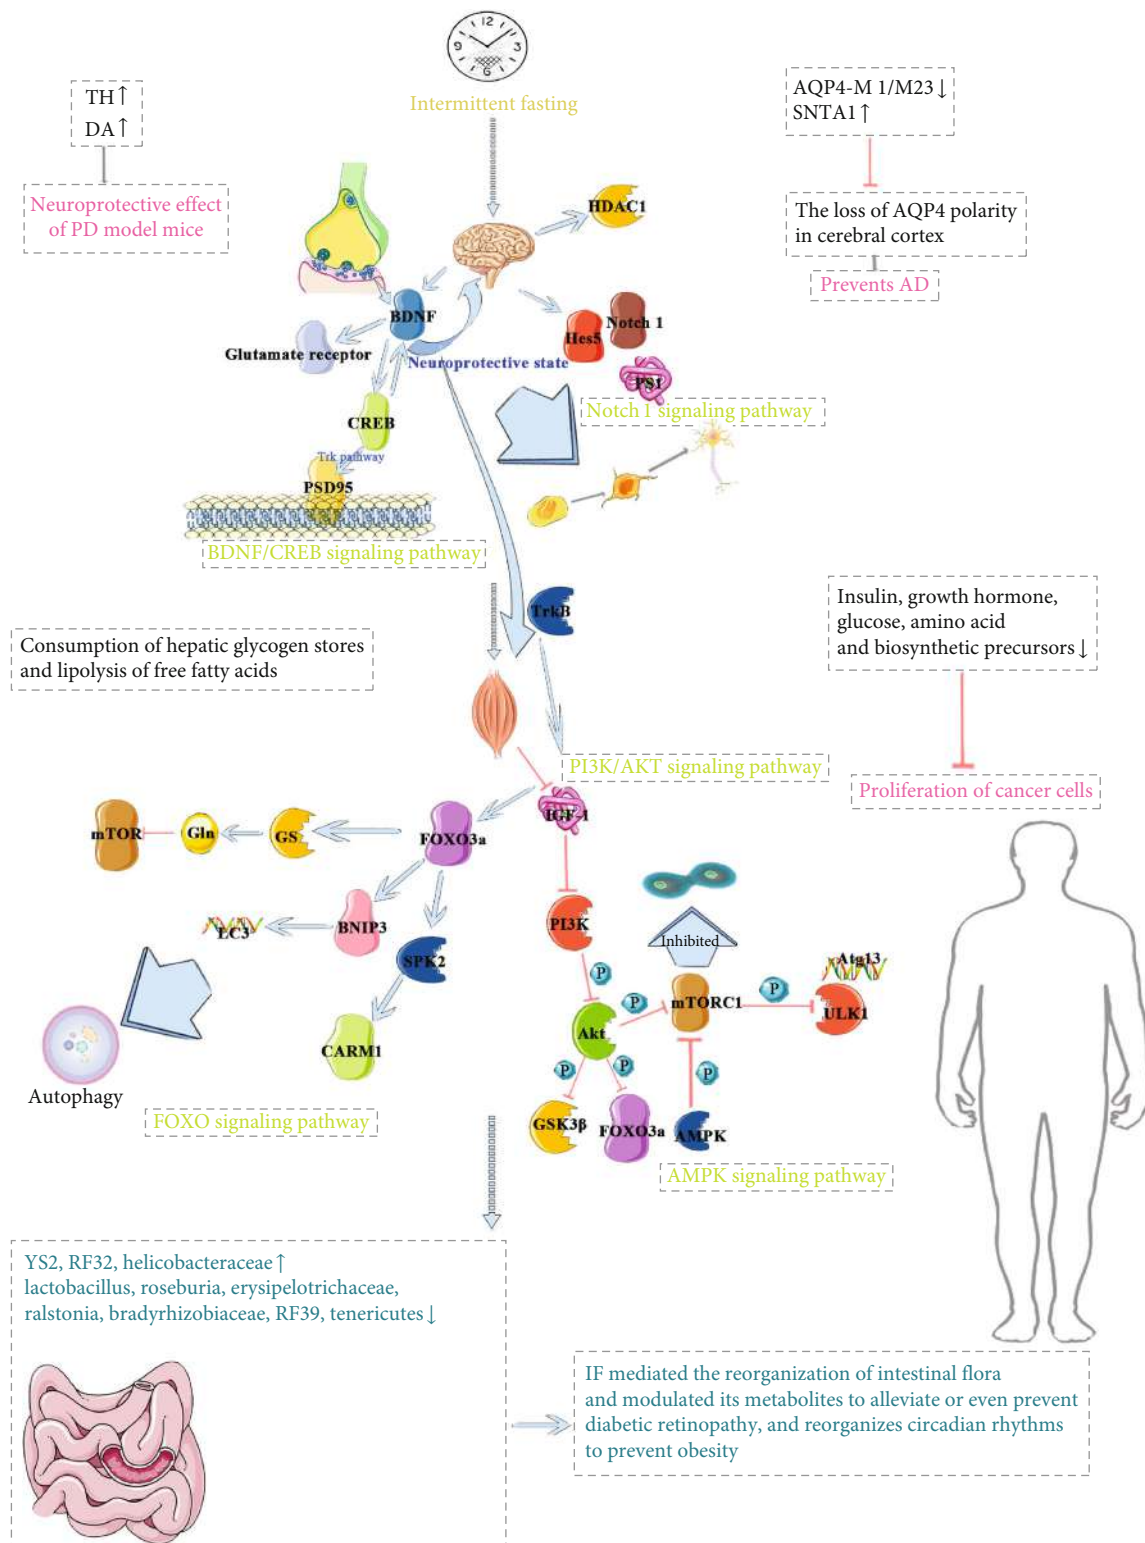 12
9
3
6
Intermittent fasting
TH↑
DA↑
Neuroprotective effect
of PD model mice
AQP4-M 1/M23↓
SNTA1↑
The loss of AQP4 polarity
in cerebral cortex
Prevents AD
HDAC1
BDNF
Glutamate receptor
Neuroprotective state
Hes5
Notch 1
PS1
Notch 1 signaling pathway
CREB
Trk pathway
PSD95
BDNF/CREB signaling pathway
TrkB
Consumption of hepatic glycogen stores
and lipolysis of free fatty acids
Insulin, growth hormone,
glucose, amino acid
and biosynthetic precursors↓
Proliferation of cancer cells
PI3K/AKT signaling pathway
IGF-1
mTOR
Gln
GS
FOXO3a
LC3
BNIP3
SPK2
CARM1
Autophagy
FOXO signaling pathway
PI3K
Inhibited
P
P
P
Atg13
Akt
mTORC1
ULK1
P
P
P
GSK3β
FOXO3a
AMPK
AMPK signaling pathway
YS2, RF32, helicobacteraceae↑
lactobacillus, roseburia, erysipelotrichaceae,
ralstonia, bradyrhizobiaceae, RF39, tenericutes↓
IF mediated the reorganization of intestinal flora
and modulated its metabolites to alleviate or even prevent
diabetic retinopathy, and reorganizes circadian rhythms
to prevent obesity